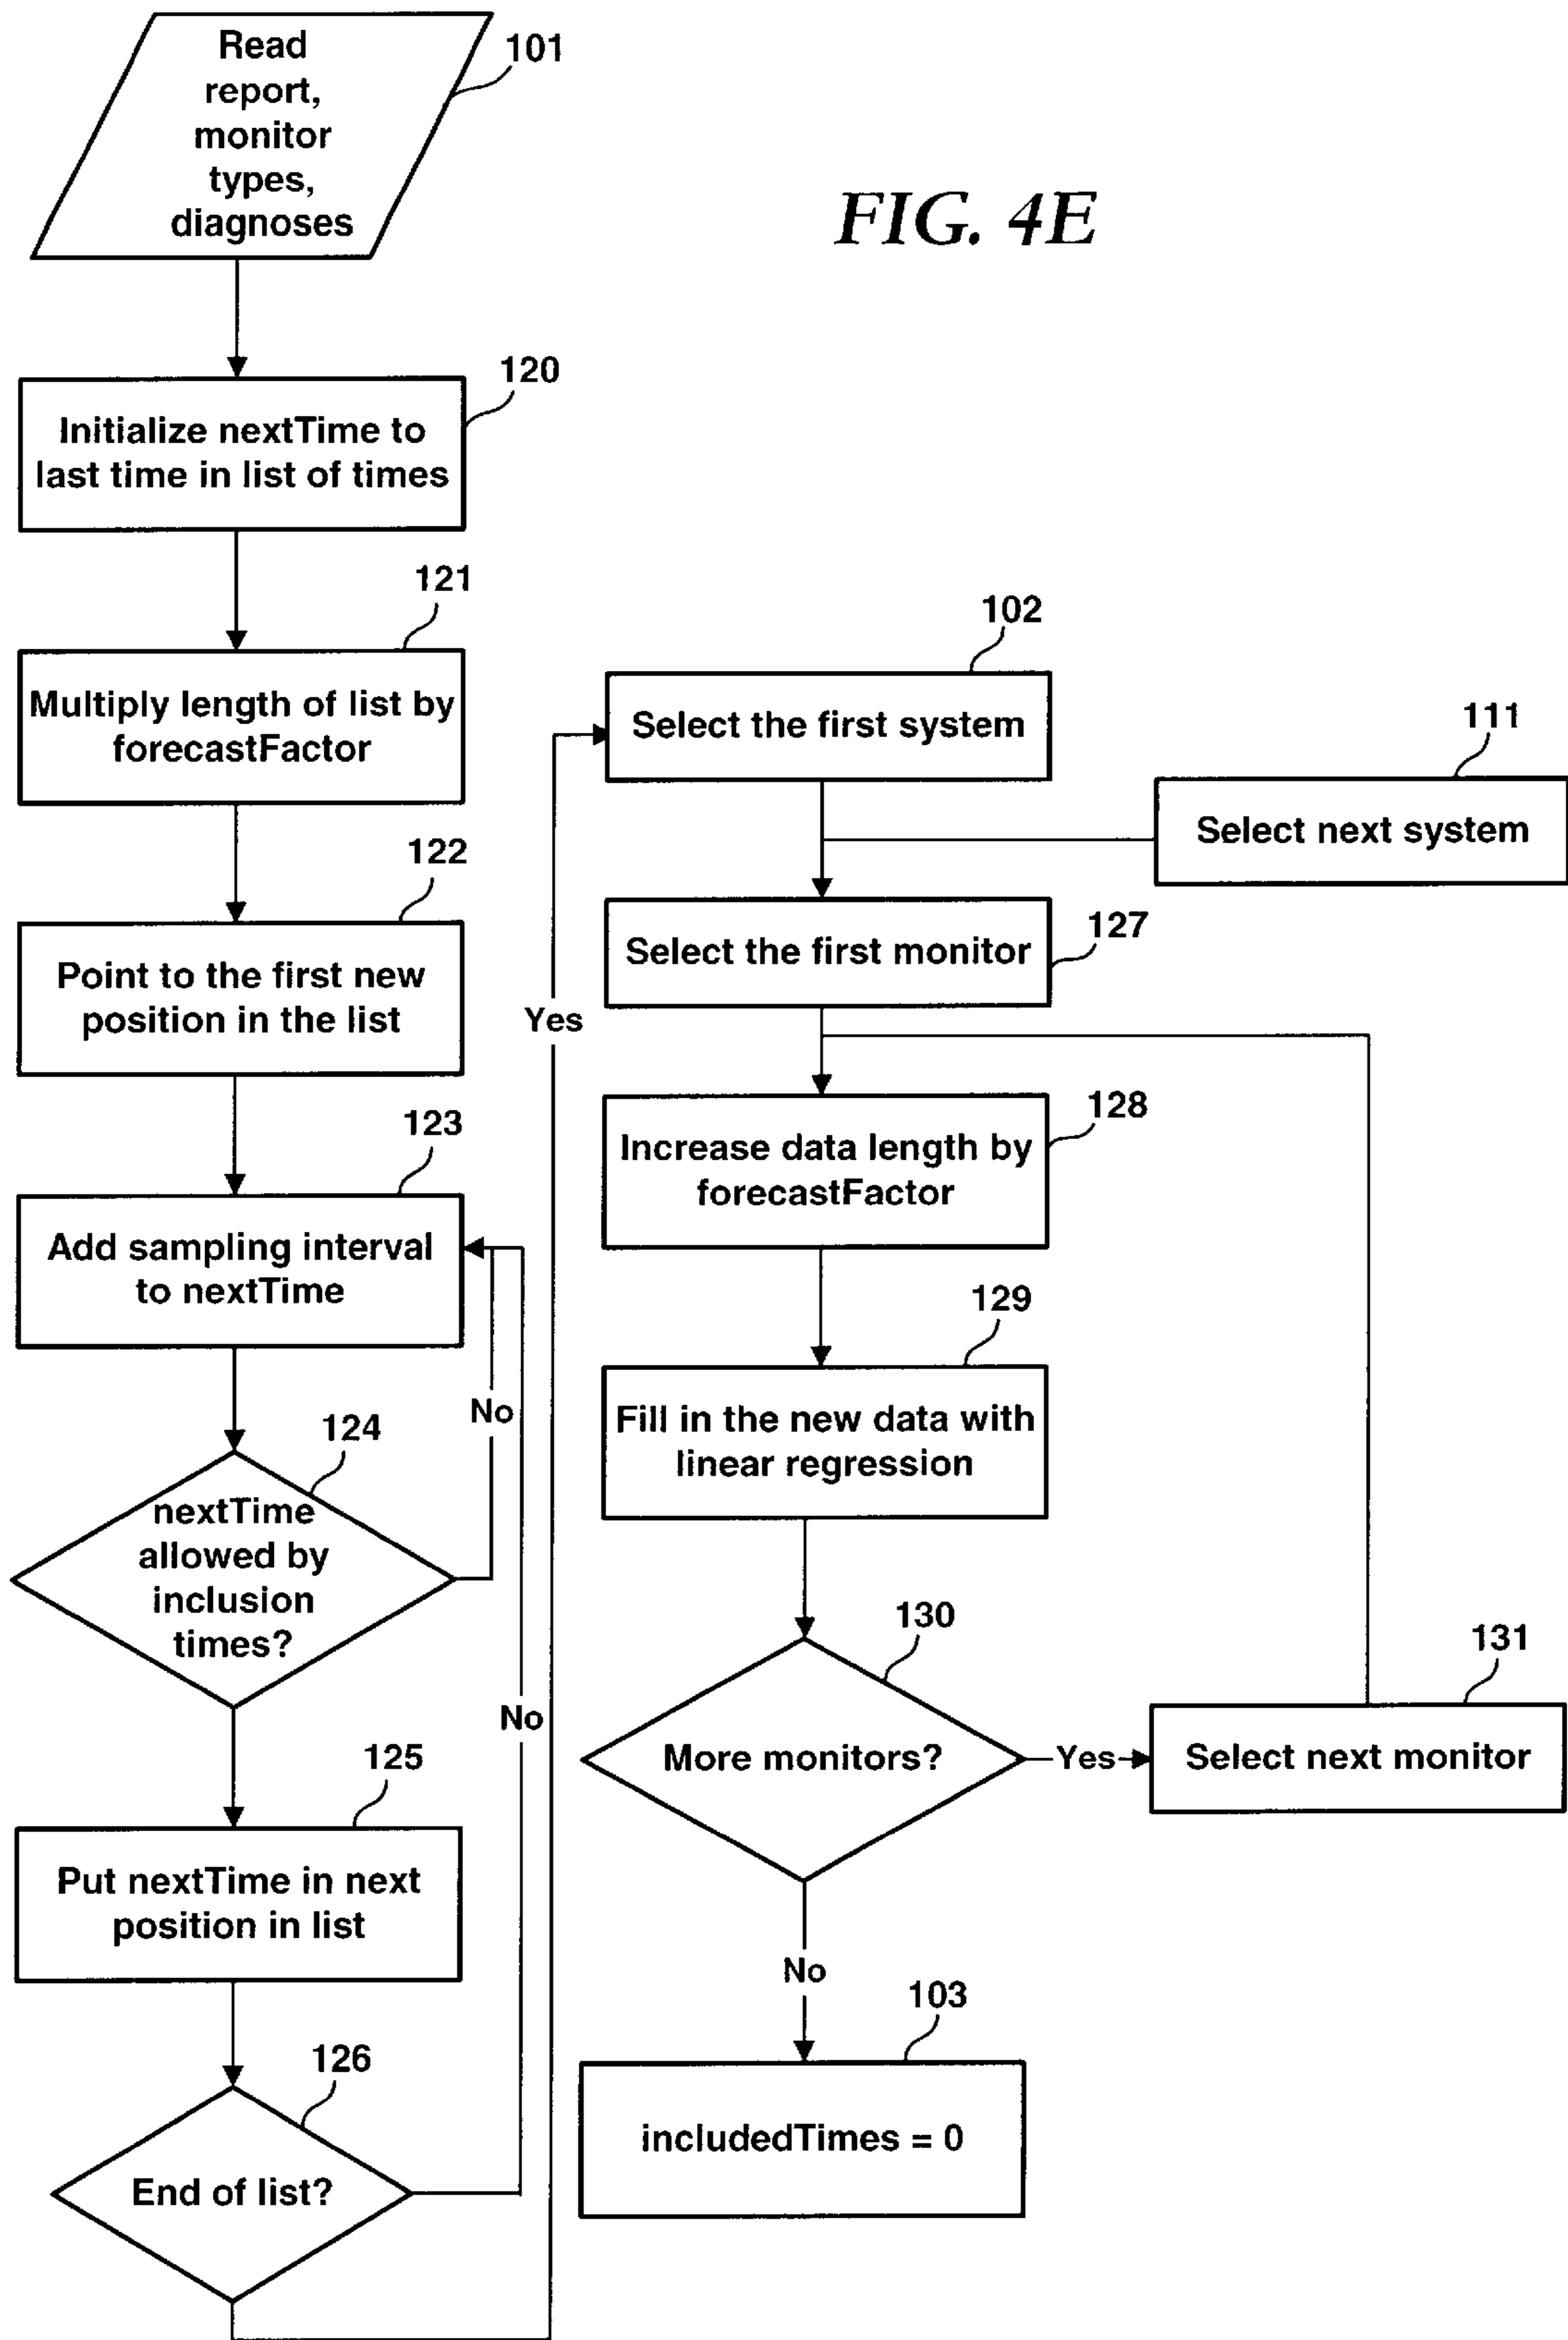 Read
report,
monitor
types,
diagnoses
101
FIG. 4E
120
Initialize nextTime to
last time in list of times
121
Multiply length of list by
forecastFactor
122
Point to the first new
position in the list
123
Add sampling interval
to nextTime
No
124
nextTime
allowed by
inclusion
times?
125
Put nextTime in next
position in list
126
End of list?
No
Yes
102
Select the first system
111
Select next system
127
Select the first monitor
128
Increase data length by
forecastFactor
129
Fill in the new data with
linear regression
130
More monitors?
Yes
131
Select next monitor
No
103
includedTimes = 0